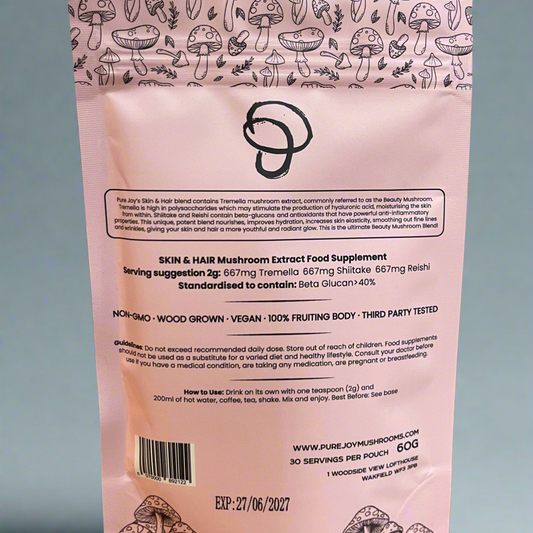 Pure Joy's Skin & Hair blend contains Tremella mushroom extract, commonly referred to as the Beauty Mushroom.
Tremella is high in polysaccharides which may stimulate the production of hyaluronic acid, moisturising the skin
from within. Shiitake and Reishi contain beta-glucans and antioxidants that have powerful anti-inflammatory
properties. This unique, potent blend nourishes, improves hydration, increases skin elasticity, smoothing out fine lines
and wrinkles, giving your skin and hair a more youthful and radiant glow. This is the ultimate Beauty Mushroom Blend!
SKIN & HAIR Mushroom Extract Food Supplement
Serving suggestion 2g: 667mg Tremella 667mg Shiitake 667mg Reishi
Standardised to contain: Beta Glucan>40%
NON-GMO · WOOD GROWN · VEGAN · 100% FRUITING BODY · THIRD PARTY TESTED
Guidelines: Do not exceed recommended daily dose. Store out of reach of children. Food supplements
should not be used as a substitute for a varied diet and healthy lifestyle. Consult your doctor before
use if you have a medical condition, are taking any medication, are pregnant or breastfeeding.
How to Use: Drink on its own with one teaspoon (2g) and
200ml of hot water, coffee, tea, shake. Mix and enjoy. Best Before: See base
WWW.PUREJOYMUSHROOMS.COM
30 SERVINGS PER POUCH 60G
1 WOODSIDE VIEW LOFTHOUSE
WAKEFIELD WF3 3PB
EXP:27/06/2027